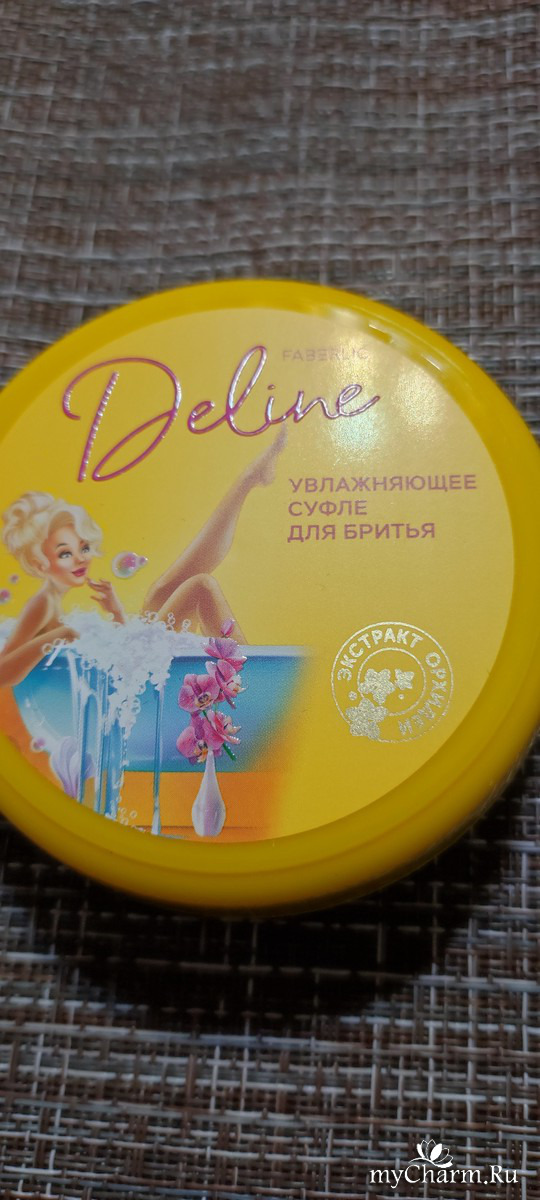 FABERLIC
Deline
УВЛАЖНЯЮЩЕЕ
СУФЛЕ
ДЛЯ БРИТЬЯ
ЭКСТРАКТ ОРХИДЕИ
myCharm.Ru